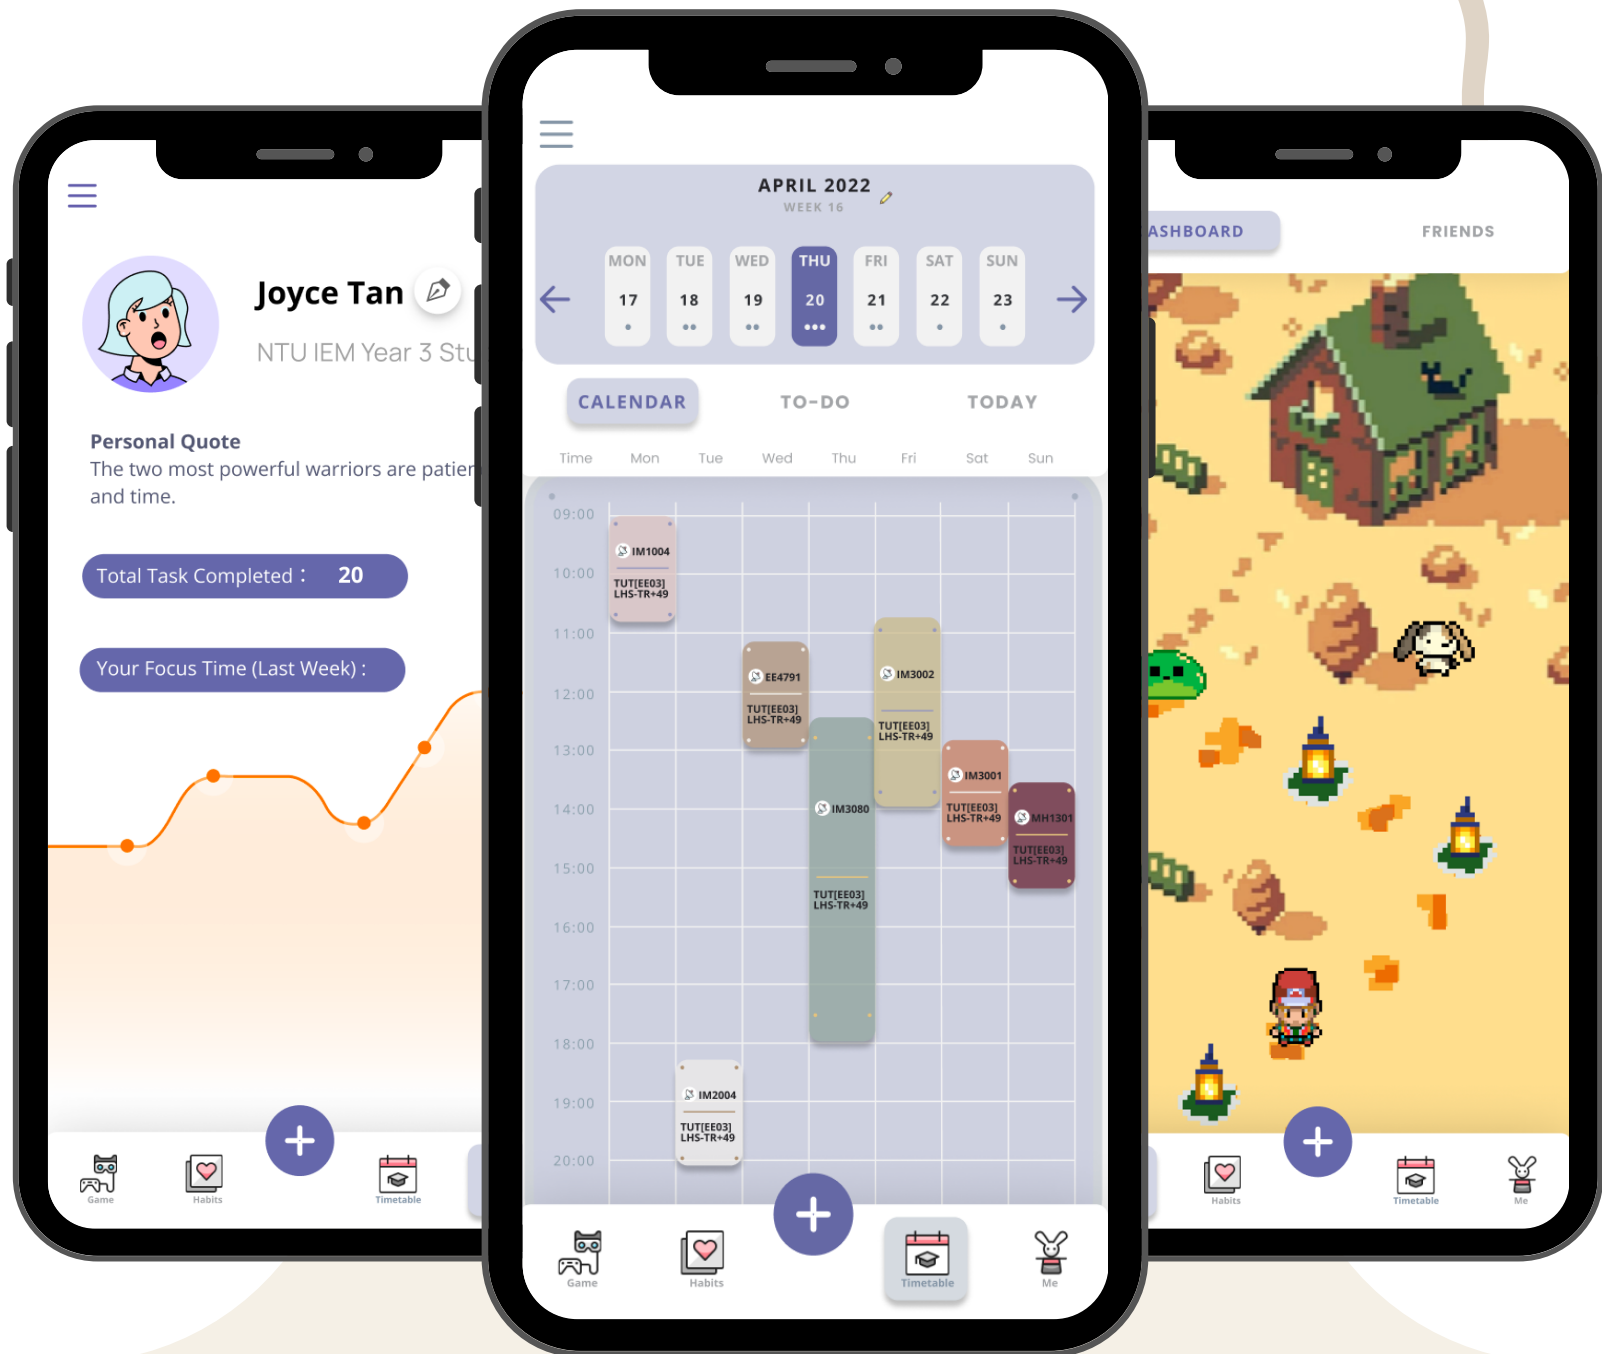 Joyce Tan
NTU IEM Year 3 Stu
Personal Quote
The two most powerful warriors are patien
and time.
Total Task Completed : 20
Your Focus Time (Last Week) :
Game
Habits
Timetable
APRIL 2022
WEEK 16
MON TUE WED THU FRI SAT SUN
17 18 19 20 21 22 23
CALENDAR TO-DO TODAY
Time Mon Tue Wed Thu Fri Sat Sun
09:00
10:00
11:00
12:00
13:00
14:00
15:00
16:00
17:00
18:00
19:00
20:00
IM1004
TUT[EE03]
LHS-TR+49
IM2004
TUT[EE03]
LHS-TR+49
EE4791
TUT[EE03]
LHS-TR+49
IM3080
TUT[EE03]
LHS-TR+49
IM3002
TUT[EE03]
LHS-TR+49
IM3001
TUT[EE03]
LHS-TR+49
MH1301
TUT[EE03]
LHS-TR+49
Game
Habits
Timetable
Me
ASHBOARD
FRIENDS
Habits
Timetable
Me